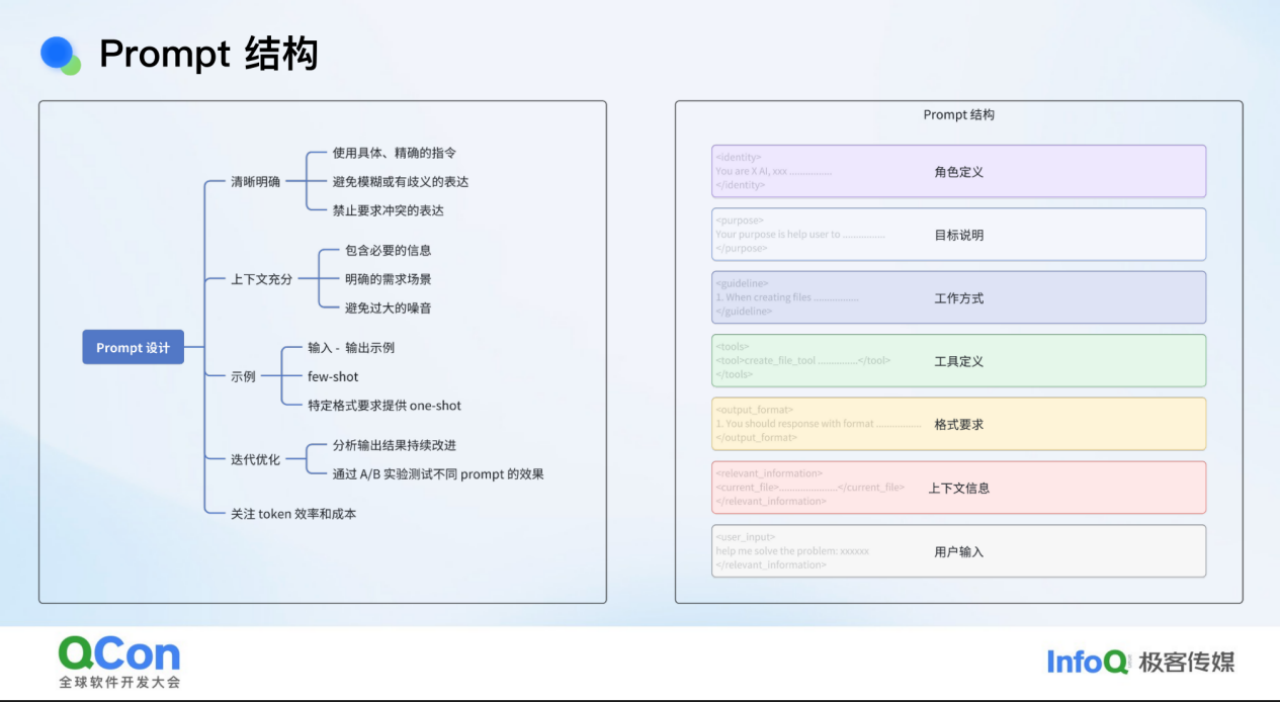 Prompt 结构
Prompt 设计
清晰明确
使用具体、精确的指令
避免模糊或有歧义的表达
禁止要求冲突的表达
上下文充分
包含必要的信息
明确的需求场景
避免过大的噪音
示例
输入 - 输出示例
few-shot
特定格式要求提供 one-shot
迭代优化
分析输出结果持续改进
通过 A/B 实验测试不同 prompt 的效果
关注 token 效率和成本
Prompt 结构
<identity>
You are X AI, xxx ................
</identity>
角色定义
<purpose>
Your purpose is help user to ................
</purpose>
目标说明
<guideline>
1. When creating files ................
</guideline>
工作方式
<tools>
<tool>create_file_tool ...............</tool>
</tools>
工具定义
<output_format>
1. You should response with format ................
</output_format>
格式要求
<relevant_information>
<current_file>......................</current_file>
</relevant_information>
上下文信息
<user_input>
help me solve the problem: xxxxxx
</relevant_information>
用户输入
QCon
全球软件开发大会
InfoQ 极客传媒